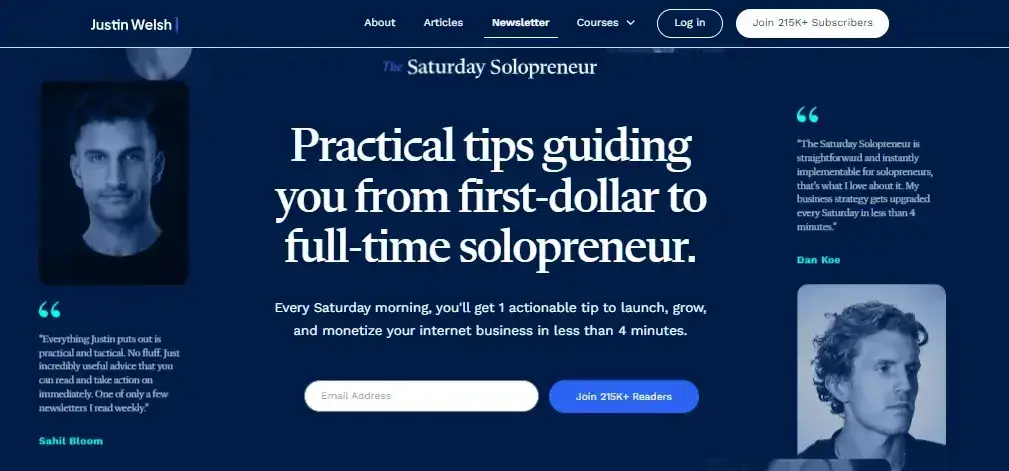 Justin Welsh
About
Articles
Newsletter
Courses
Log in
Join 215K+ Subscribers
The Saturday Solopreneur
Practical tips guiding
you from first-dollar to
full-time solopreneur.
Every Saturday morning, you'll get 1 actionable tip to launch, grow,
and monetize your internet business in less than 4 minutes.
Email Address
Join 215K+ Readers
"Everything Justin puts out is
practical and tactical. No fluff. Just
incredibly useful advice that you
can read and take action on
immediately. One of only a few
newsletters I read weekly."
Sahil Bloom
"The Saturday Solopreneur is
straightforward and instantly
implementable for solopreneurs,
that's what I love about it. My
business strategy gets upgraded
every Saturday in less than 4
minutes."
Dan Koe